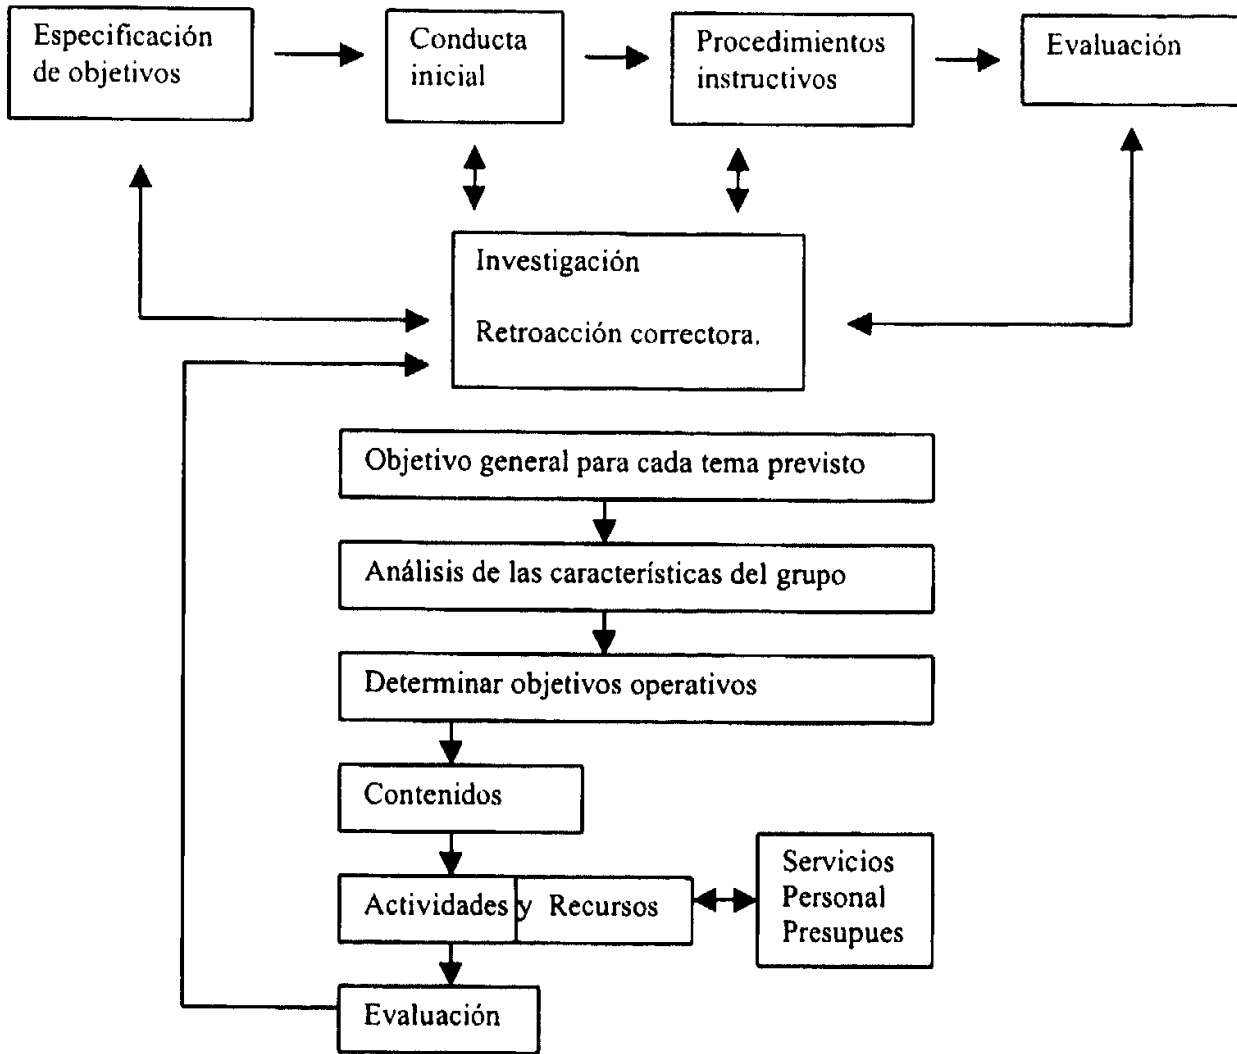 Especificación
de objetivos
Conducta
inicial
Procedimientos
instructivos
Evaluación
Investigación
Retroacción correctora.
Objetivo general para cada tema previsto
Análisis de las características del grupo
Determinar objetivos operativos
Contenidos
Actividades y Recursos
Servicios
Personal
Presupues
Evaluación